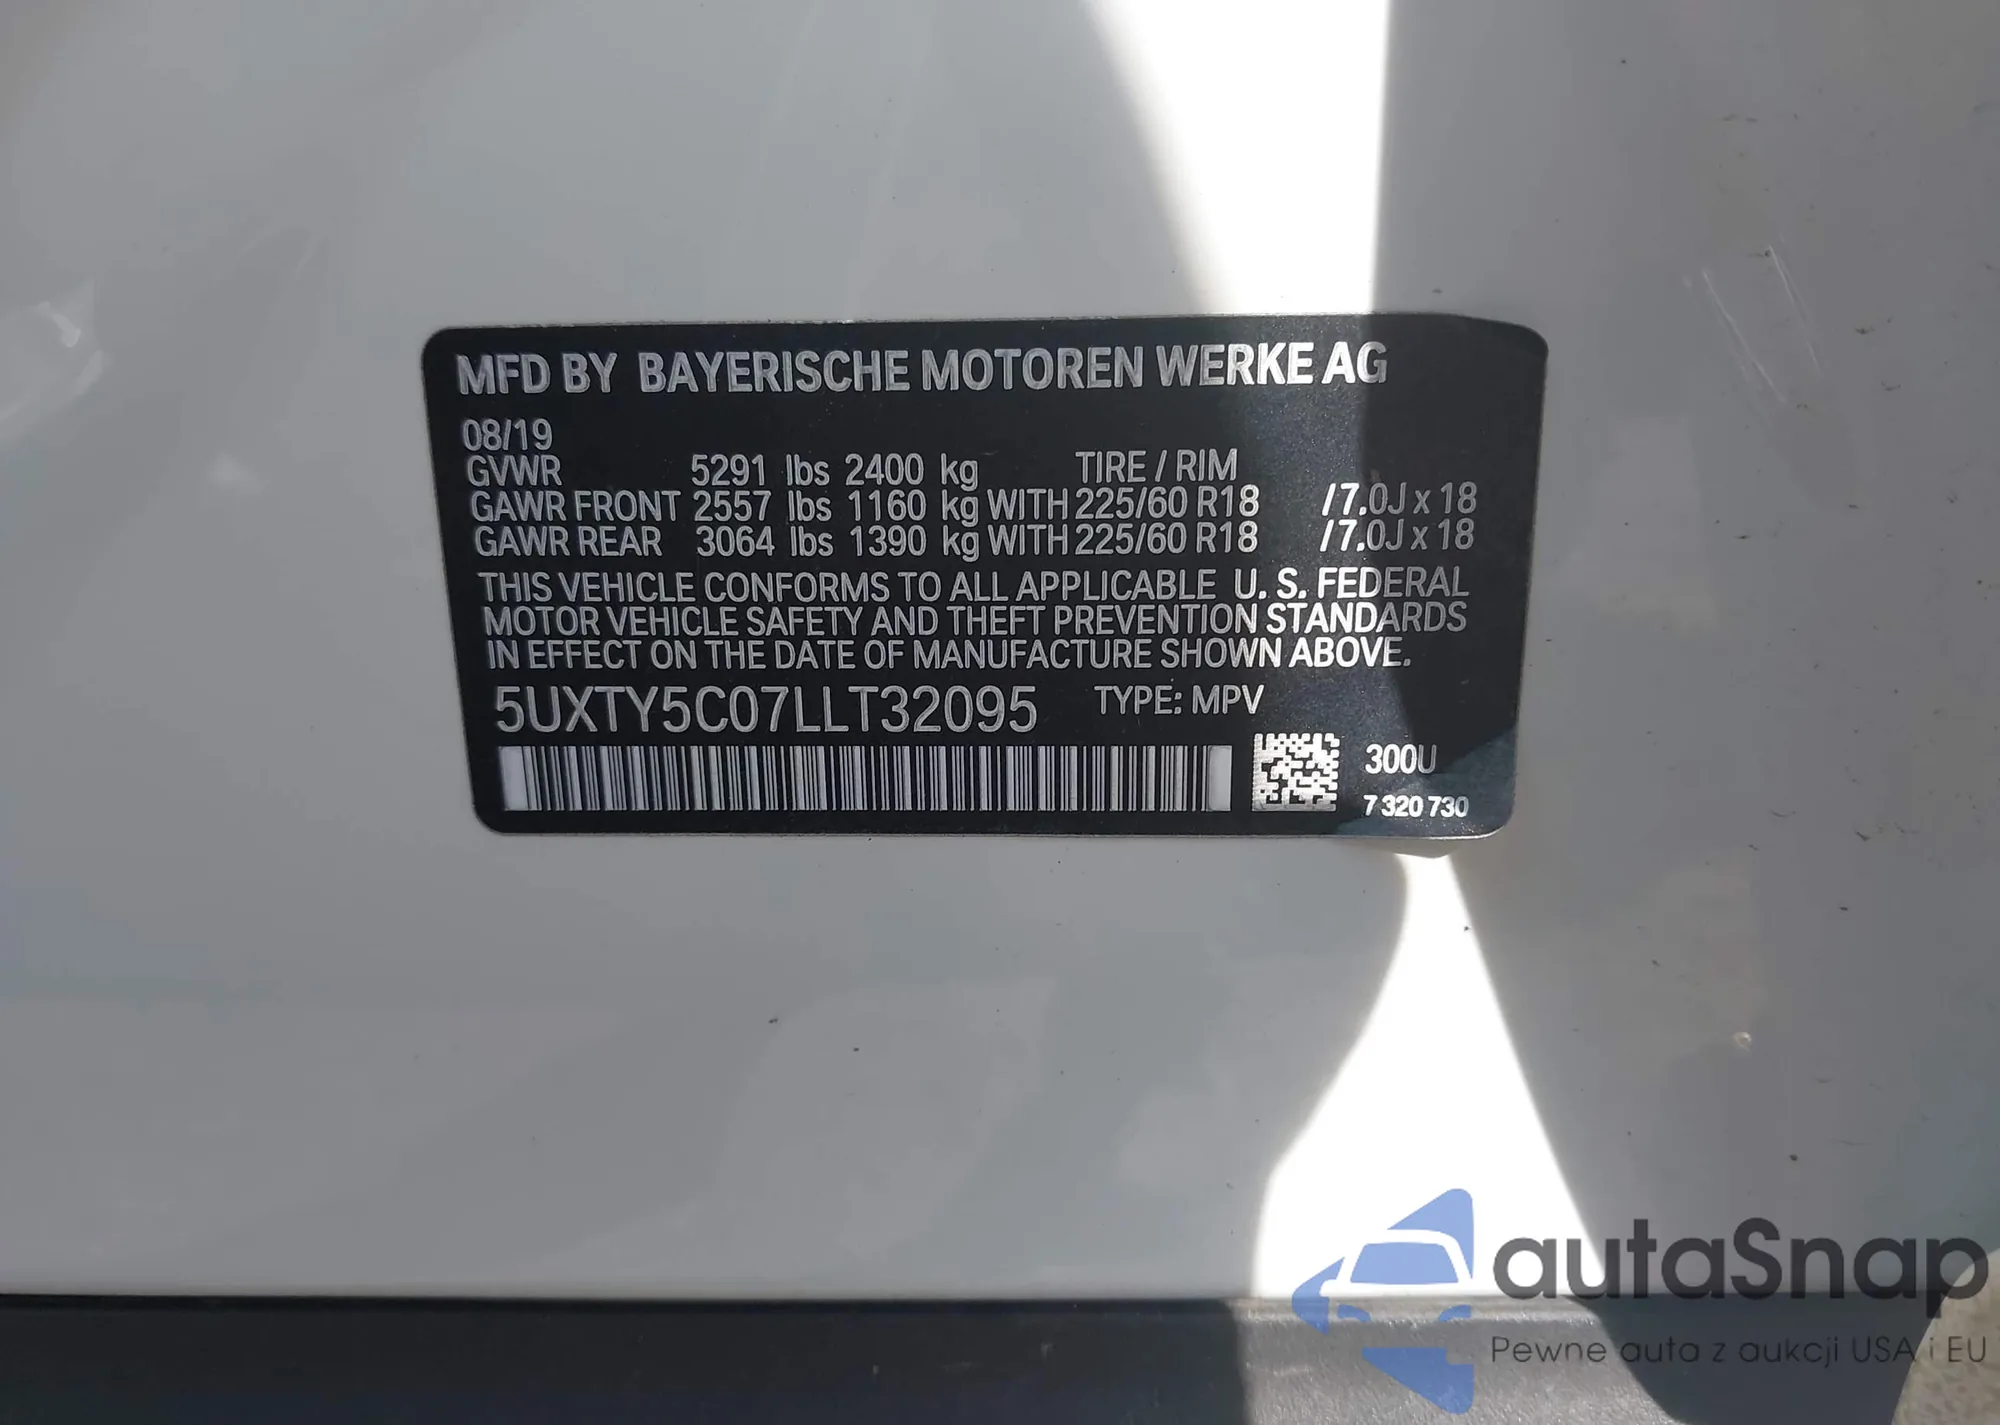 MFD BY BAYERISCHE MOTOREN WERKE AG
08/19
GVWR 5291 lbs 2400 kg TIRE / RIM
GAWR FRONT 2557 lbs 1160 kg WITH 225/60 R18 /7.0J x 18
GAWR REAR 3064 lbs 1390 kg WITH 225/60 R18 /7.0J x 18
THIS VEHICLE CONFORMS TO ALL APPLICABLE U. S. FEDERAL
MOTOR VEHICLE SAFETY AND THEFT PREVENTION STANDARDS
IN EFFECT ON THE DATE OF MANUFACTURE SHOWN ABOVE.
5UXTY5C07LLT32095 TYPE: MPV
300U
7 320 730
autaSnap
Pewne auta z aukcji USA i EU